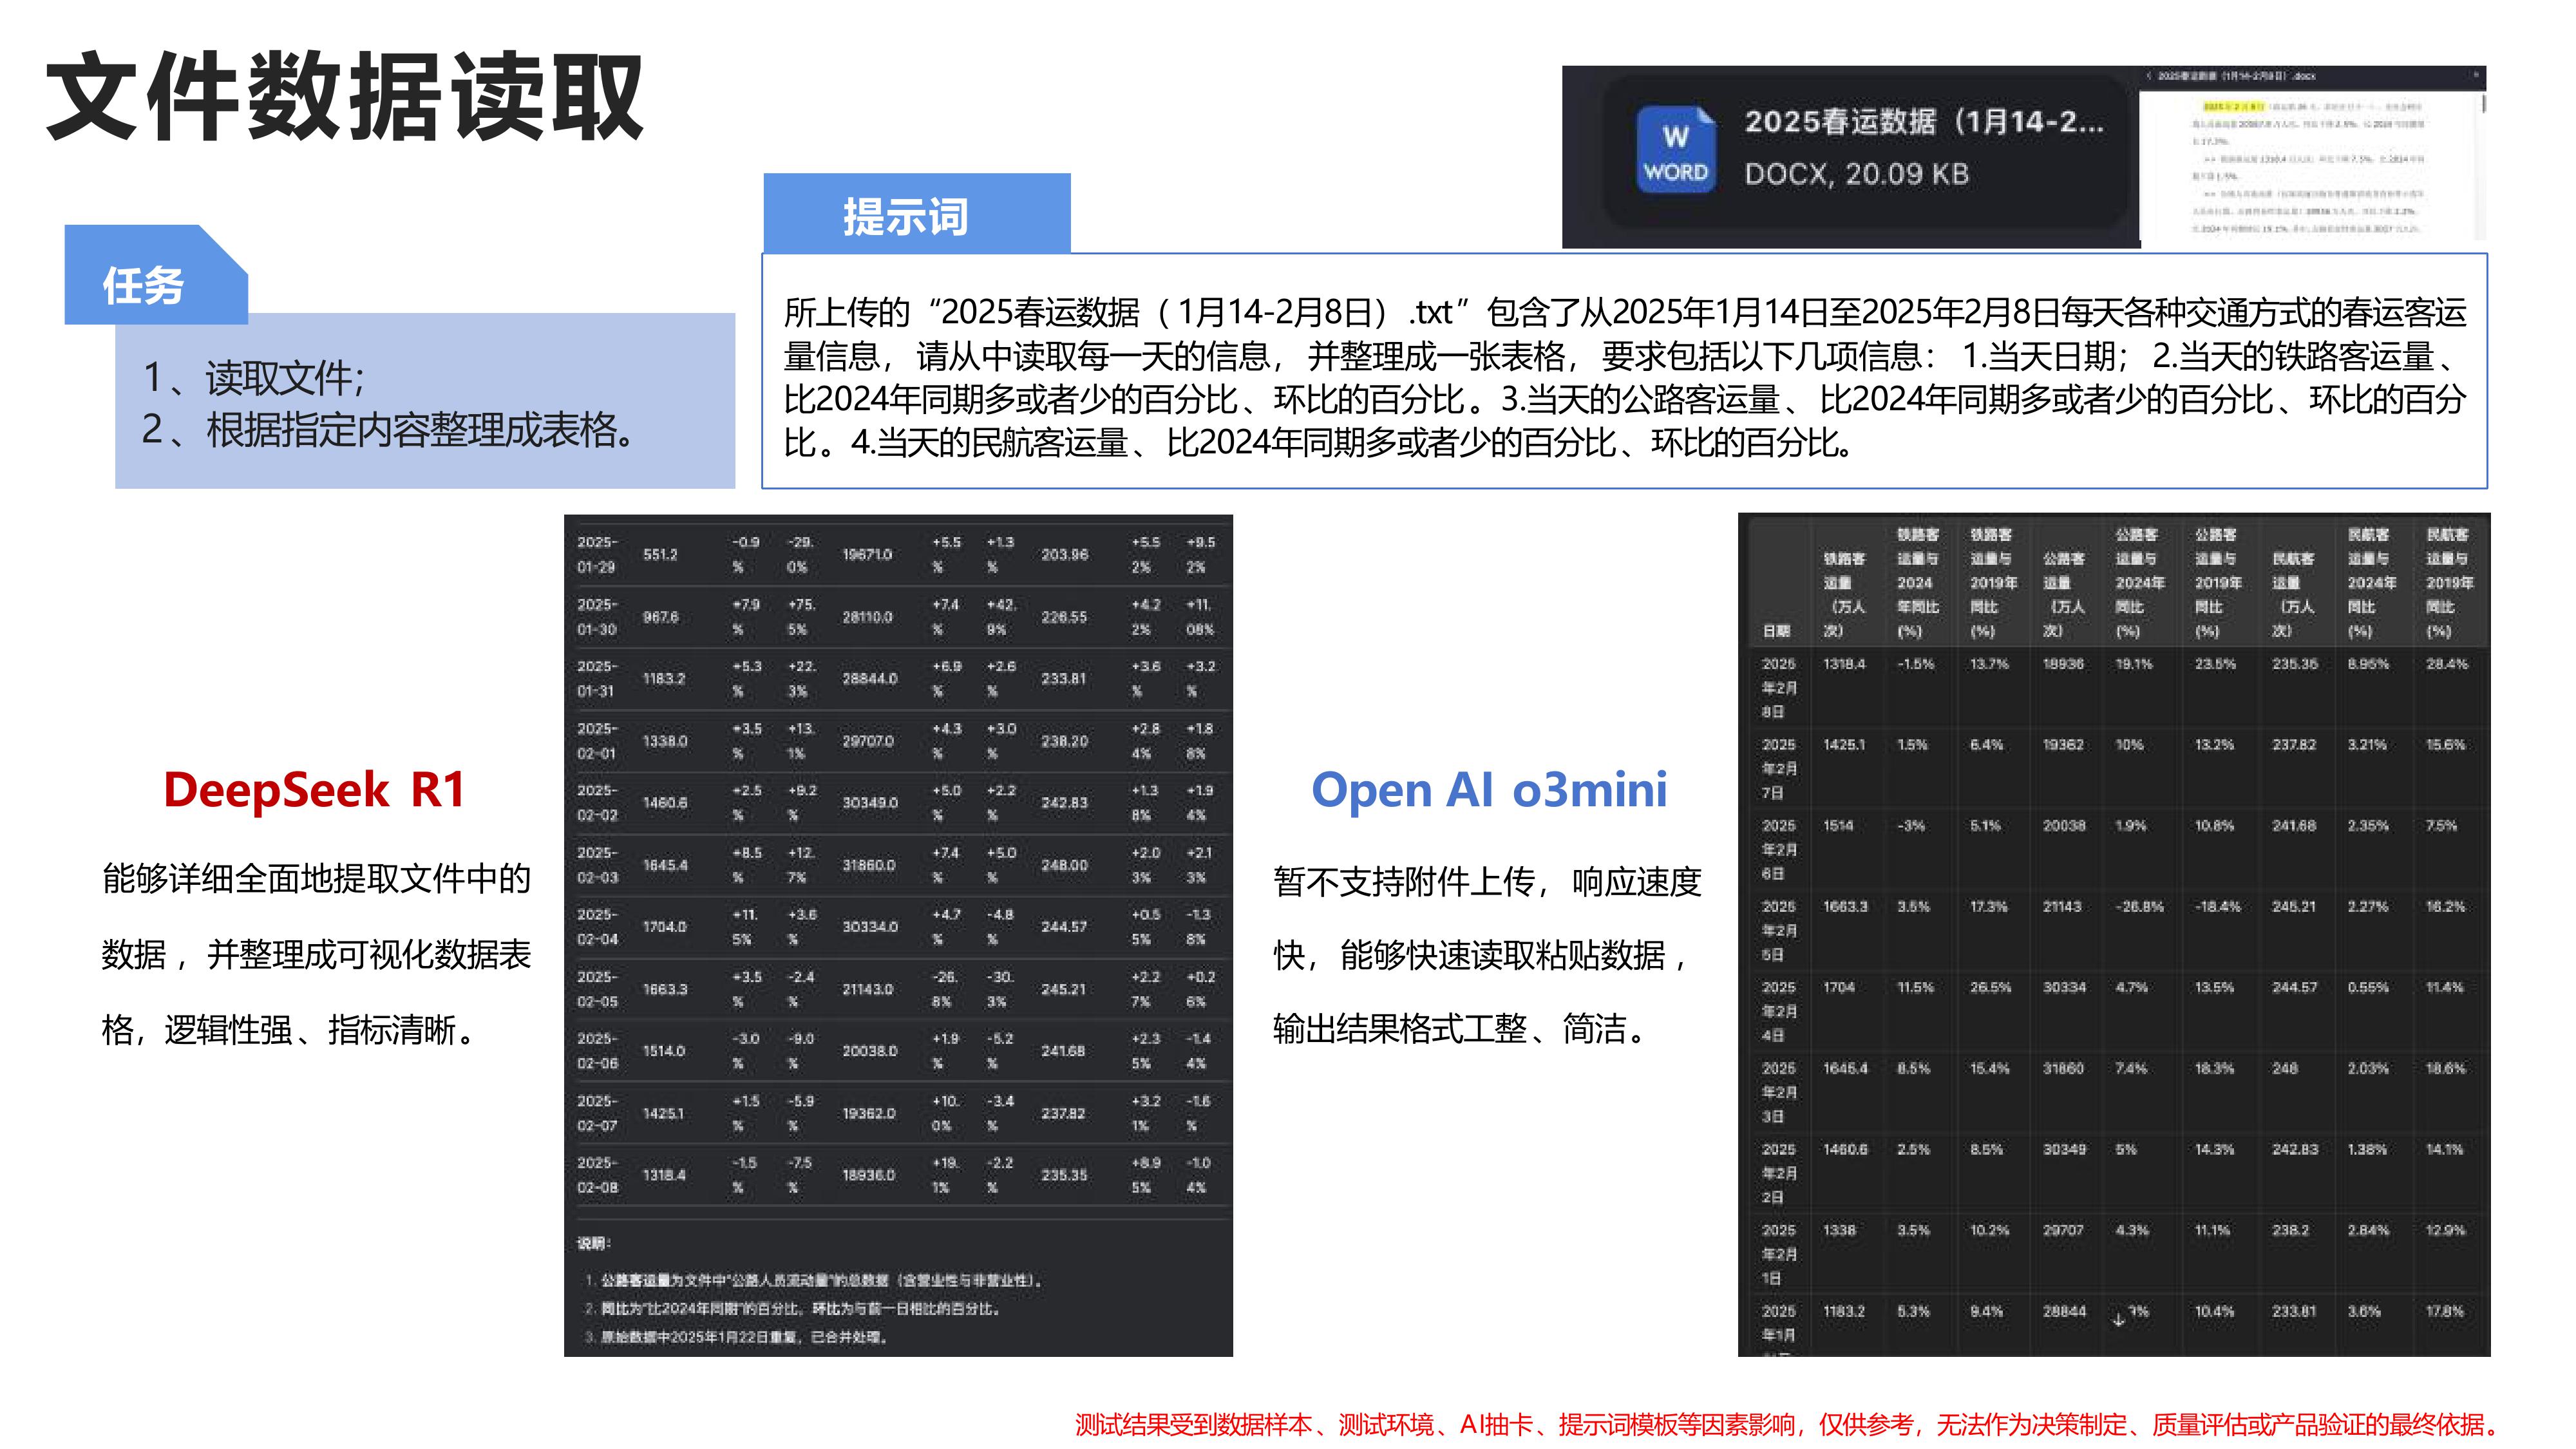 文件数据读取
2025春运数据（1月14-2月8日）.docx
W
WORD
2025春运数据（1月14-2...
DOCX, 20.09 KB
提示词
任务
1、读取文件；
2、根据指定内容整理成表格。
所上传的“2025春运数据（1月14-2月8日）.txt”包含了从2025年1月14日至2025年2月8日每天各种交通方式的春运客运
量信息，请从中读取每一天的信息，并整理成一张表格，要求包括以下几项信息：1.当天日期；2.当天的铁路客运量、
比2024年同期多或者少的百分比、环比的百分比。3.当天的公路客运量、比2024年同期多或者少的百分比、环比的百分
比。4.当天的民航客运量、比2024年同期多或者少的百分比、环比的百分比。
DeepSeek R1
能够详细全面地提取文件中的
数据，并整理成可视化数据表
格，逻辑性强、指标清晰。
2025-01-29 551.2 -0.9% -29.0% 19671.0 +5.5% +1.3% 203.96 +5.52% +9.52%
2025-01-30 967.6 +7.9% +75.5% 28110.0 +7.4% +42.9% 226.55 +4.22% +11.08%
2025-01-31 1183.2 +5.3% +22.3% 28844.0 +6.9% +2.6% 233.81 +3.6% +3.2%
2025-02-01 1338.0 +3.5% +13.1% 29707.0 +4.3% +3.0% 238.20 +2.84% +1.88%
2025-02-02 1460.6 +2.5% +9.2% 30349.0 +5.0% +2.2% 242.83 +1.38% +1.94%
2025-02-03 1645.4 +8.5% +12.7% 31860.0 +7.4% +5.0% 248.00 +2.03% +2.13%
2025-02-04 1704.0 +11.5% +3.6% 30334.0 +4.7% -4.8% 244.57 +0.55% -1.38%
2025-02-05 1663.3 +3.5% -2.4% 21143.0 -26.8% -30.3% 245.21 +2.27% +0.26%
2025-02-06 1514.0 -3.0% -9.0% 20038.0 +1.9% -5.2% 241.68 +2.35% -1.44%
2025-02-07 1425.1 +1.5% -5.9% 19362.0 +10.0% -3.4% 237.82 +3.21% -1.6%
2025-02-08 1318.4 -1.5% -7.5% 18936.0 +19.1% -2.2% 235.35 +8.95% -1.04%
说明：
1. 公路客运量为文件中“公路人员流动量”的总数据（含营业性与非营业性）。
2. 同比为“比2024年同期”的百分比，环比为与前一日相比的百分比。
3. 原始数据中2025年1月22日重复，已合并处理。
Open AI o3mini
暂不支持附件上传，响应速度
快，能够快速读取粘贴数据，
输出结果格式工整、简洁。
日期 铁路客运量（万人次） 铁路客运量与2024年同比(%) 铁路客运量与2019年同比(%) 公路客运量（万人次） 公路客运量与2024年同比(%) 公路客运量与2019年同比(%) 民航客运量（万人次） 民航客运量与2024年同比(%) 民航客运量与2019年同比(%)
2025年2月8日 1318.4 -1.5% 13.7% 18936 19.1% 23.5% 235.35 8.95% 28.4%
2025年2月7日 1425.1 1.5% 6.4% 19362 10% 13.2% 237.82 3.21% 15.6%
2025年2月6日 1514 -3% 5.1% 20038 1.9% 10.8% 241.68 2.35% 7.5%
2025年2月5日 1663.3 3.5% 17.3% 21143 -26.8% -18.4% 245.21 2.27% 16.2%
2025年2月4日 1704 11.5% 26.5% 30334 4.7% 13.5% 244.57 0.55% 11.4%
2025年2月3日 1645.4 8.5% 15.4% 31860 7.4% 18.3% 248 2.03% 18.6%
2025年2月2日 1460.6 2.5% 8.5% 30349 5% 14.3% 242.83 1.38% 14.1%
2025年2月1日 1338 3.5% 10.2% 29707 4.3% 11.1% 238.2 2.84% 12.9%
2025年1月 1183.2 5.3% 9.4% 28844 10.4% 233.81 3.6% 17.8%
测试结果受到数据样本、测试环境、AI抽卡、提示词模板等因素影响，仅供参考，无法作为决策制定、质量评估或产品验证的最终依据。